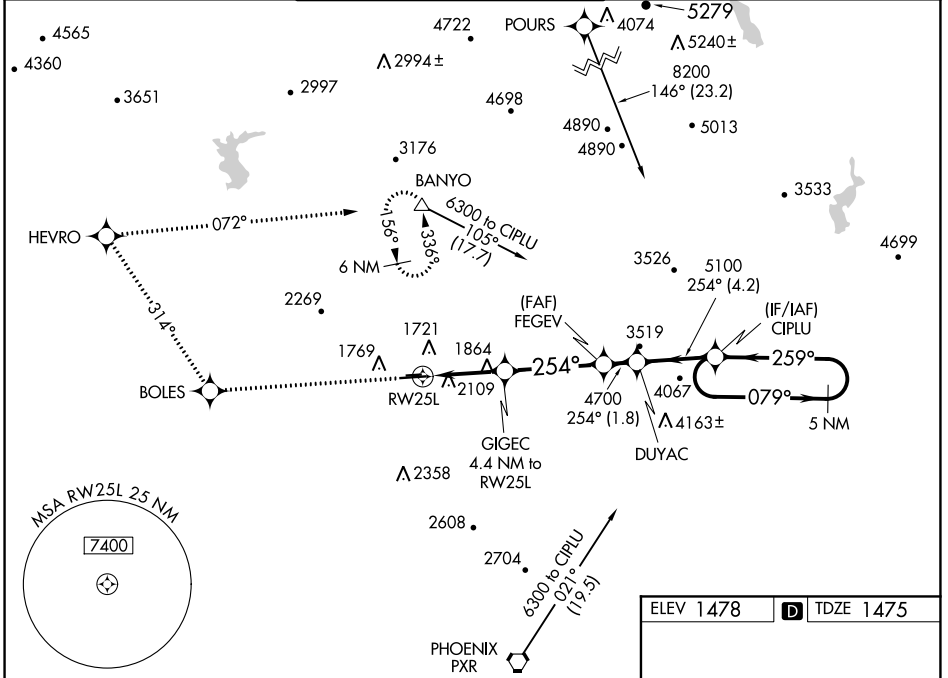 4565
4360
3651
2997
4722
2994±
4698
POURS
4074
5279
5240±
8200
146° (23.2)
4890
4890
5013
3533
4699
3176
BANYO
6300 to CIPLU
105°
(17.7)
156°
336°
6 NM
HEVRO
072°
314°
BOLES
2269
1721
1769
1864
2109
RW25L
254°
GIGEC
4.4 NM to
RW25L
(FAF)
FEGEV
3526
3519
5100
254° (4.2)
(IF/IAF)
CIPLU
259°
079°
5 NM
4067
4700
254° (1.8)
4163±
DUYAC
2358
2608
2704
6300 to CIPLU
021°
(19.5)
PHOENIX
PXR
MSA RW25L 25 NM
7400
ELEV 1478 D TDZE 1475